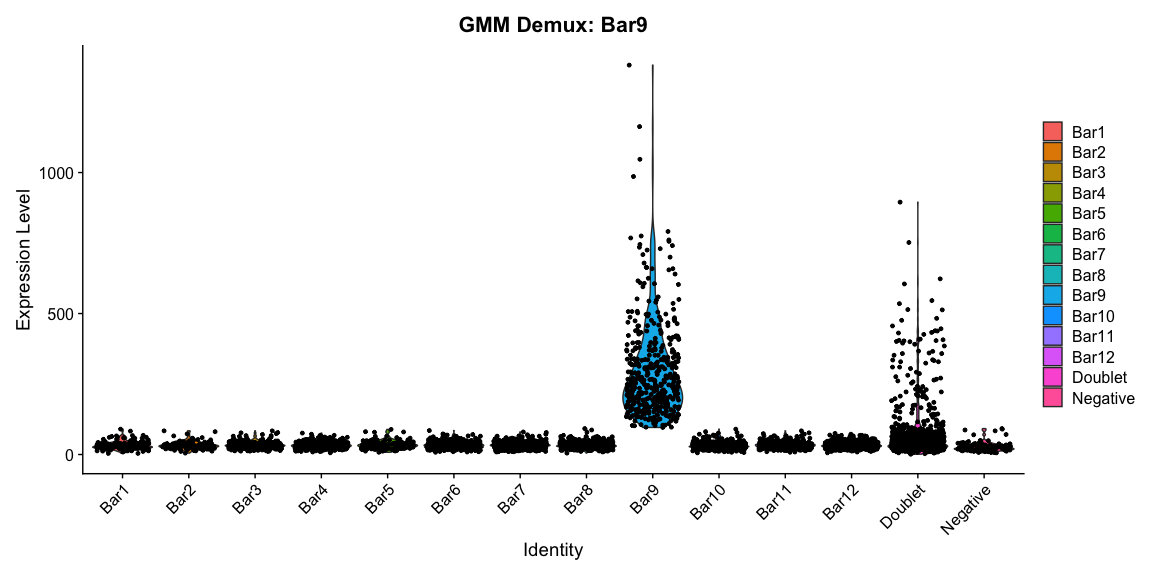 GMM Demux: Bar9
Expression Level
1000
500
0
Bar1
Bar2
Bar3
Bar4
Bar5
Bar6
Bar7
Bar8
Bar9
Bar10
Bar11
Bar12
Doublet
Negative
Identity
Bar1
Bar2
Bar3
Bar4
Bar5
Bar6
Bar7
Bar8
Bar9
Bar10
Bar11
Bar12
Doublet
Negative